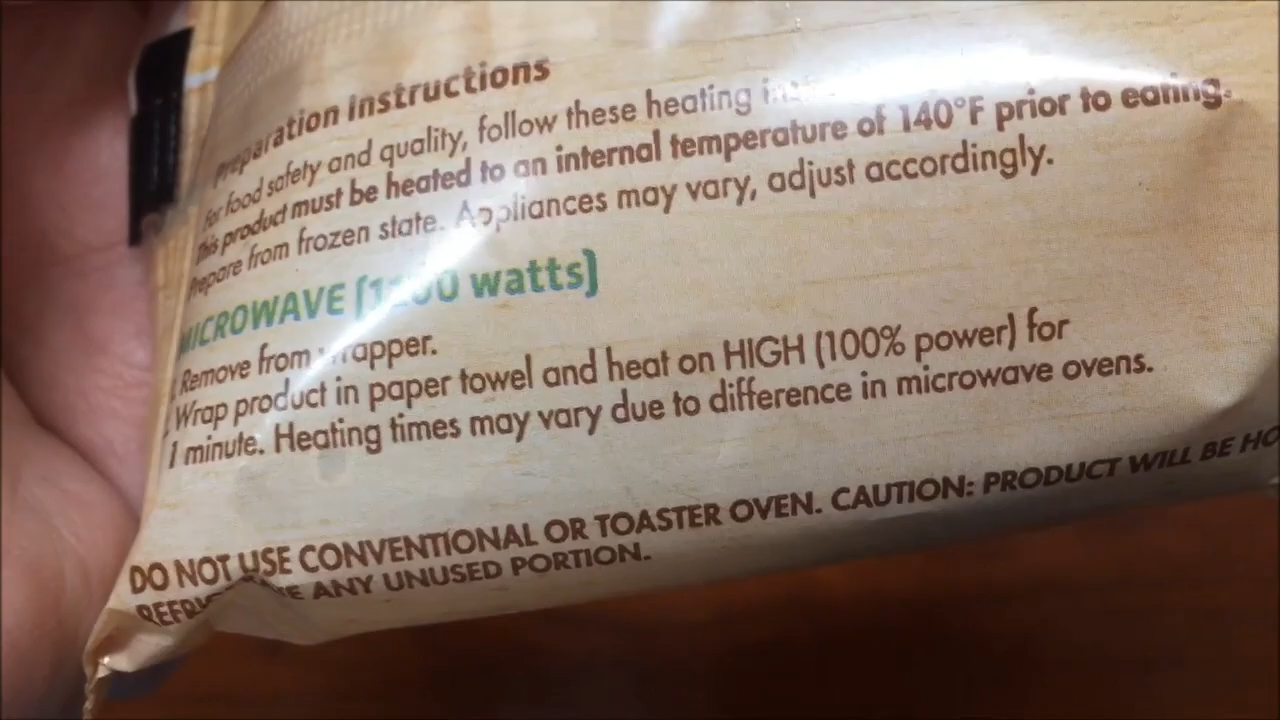 Preparation Instructions
For food safety and quality, follow these heating
This product must be heated to an internal temperature of 140°F prior to eating.
Prepare from frozen state. Appliances may vary, adjust accordingly.
MICROWAVE watts)
Remove from
Wrap product in paper towel and heat on HIGH (100% power) for
1 minute. Heating times may vary due to difference in microwave ovens.
DO NOT USE CONVENTIONAL OR TOASTER OVEN. CAUTION: PRODUCT WILL BE
ANY UNUSED PORTION.